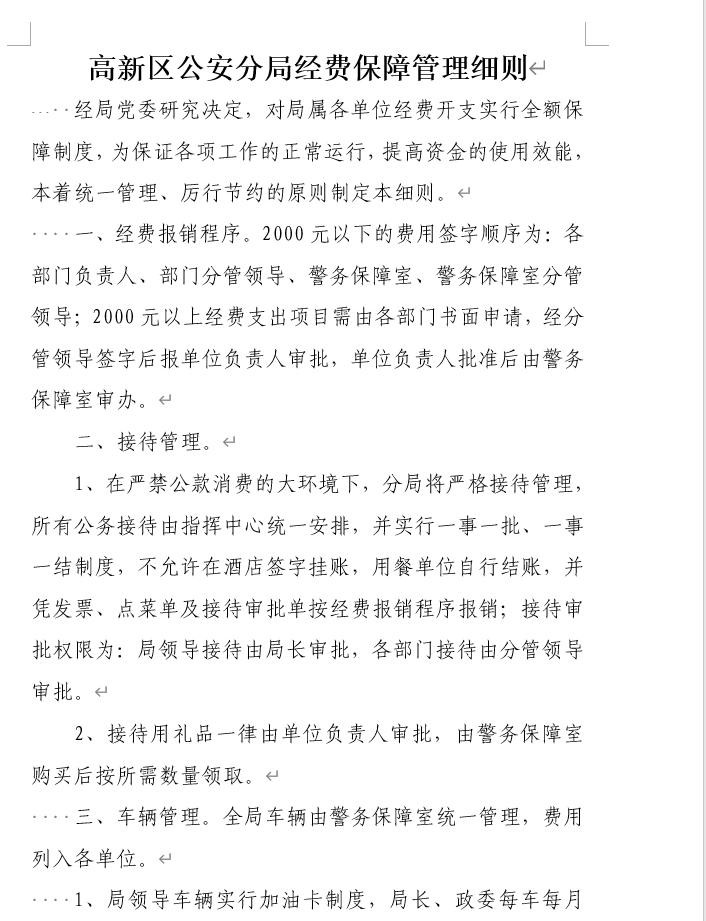 高新区公安分局经费保障管理细则
经局党委研究决定，对局属各单位经费开支实行全额保
障制度，为保证各项工作的正常运行，提高资金的使用效能，
本着统一管理、厉行节约的原则制定本细则。
一、经费报销程序。2000 元以下的费用签字顺序为：各
部门负责人、部门分管领导、警务保障室、警务保障室分管
领导；2000 元以上经费支出项目需由各部门书面申请，经分
管领导签字后报单位负责人审批，单位负责人批准后由警务
保障室审办。
二、接待管理。
1、在严禁公款消费的大环境下，分局将严格接待管理，
所有公务接待由指挥中心统一安排，并实行一事一批、一事
一结制度，不允许在酒店签字挂账，用餐单位自行结账，并
凭发票、点菜单及接待审批单按经费报销程序报销；接待审
批权限为：局领导接待由局长审批，各部门接待由分管领导
审批。
2、接待用礼品一律由单位负责人审批，由警务保障室
购买后按所需数量领取。
三、车辆管理。全局车辆由警务保障室统一管理，费用
列入各单位。
1、局领导车辆实行加油卡制度，局长、政委每车每月